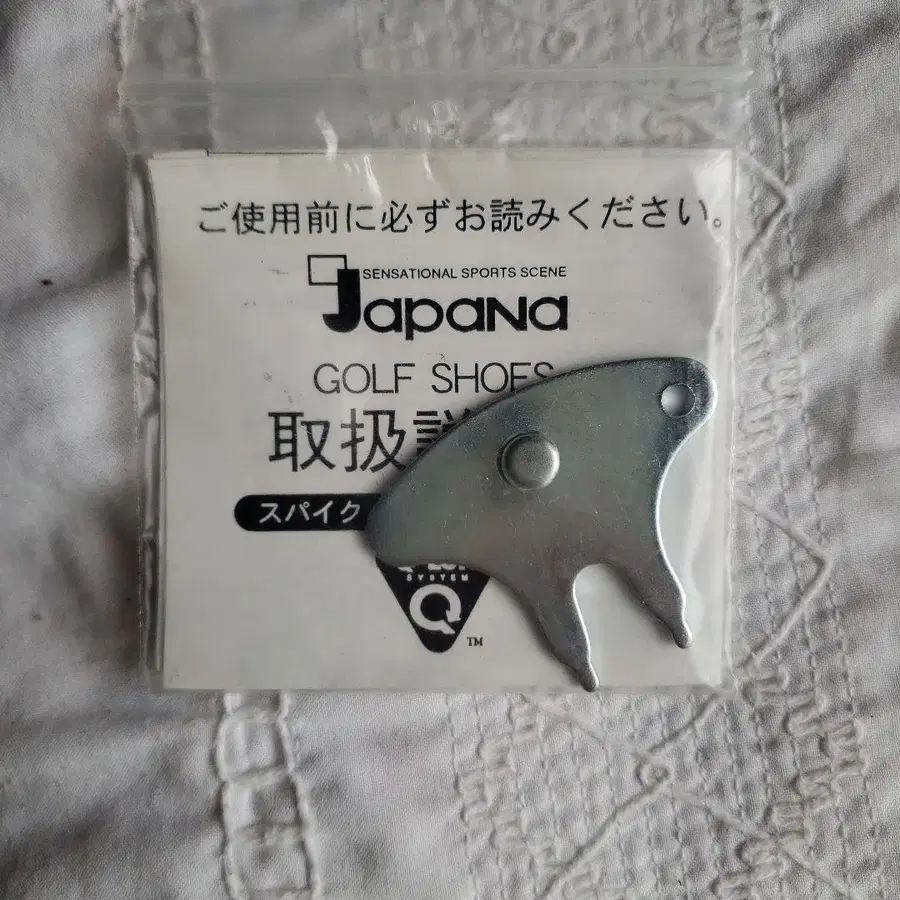 ご使用前に必ずお読みください。
SENSATIONAL SPORTS SCENE
Japana
GOLF SHOES
取扱説
スパイク
SYSTEM
Q
TM